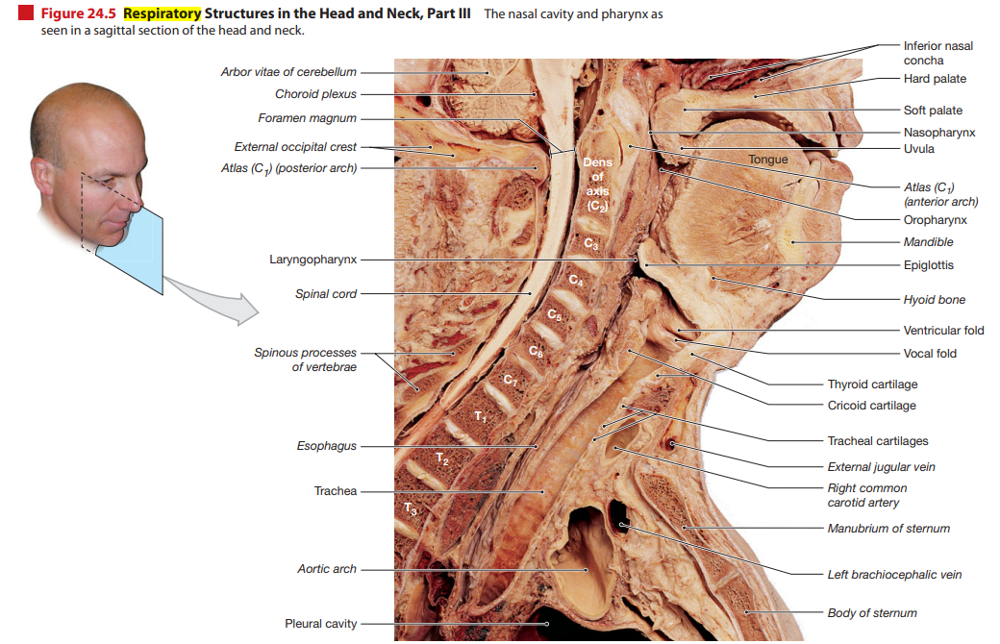 Figure 24.5 Respiratory Structures in the Head and Neck, Part III The nasal cavity and pharynx as
seen in a sagittal section of the head and neck.
Arbor vitae of cerebellum
Choroid plexus
Foramen magnum
External occipital crest
Atlas (C1) (posterior arch)
Laryngopharynx
Spinal cord
Spinous processes
of vertebrae
Esophagus
Trachea
Aortic arch
Pleural cavity
Dens
of
axis
(C2)
C3
C4
C5
C6
C7
T1
T2
T3
Tongue
Inferior nasal
concha
Hard palate
Soft palate
Nasopharynx
Uvula
Atlas (C1)
(anterior arch)
Oropharynx
Mandible
Epiglottis
Hyoid bone
Ventricular fold
Vocal fold
Thyroid cartilage
Cricoid cartilage
Tracheal cartilages
External jugular vein
Right common
carotid artery
Manubrium of sternum
Left brachiocephalic vein
Body of sternum